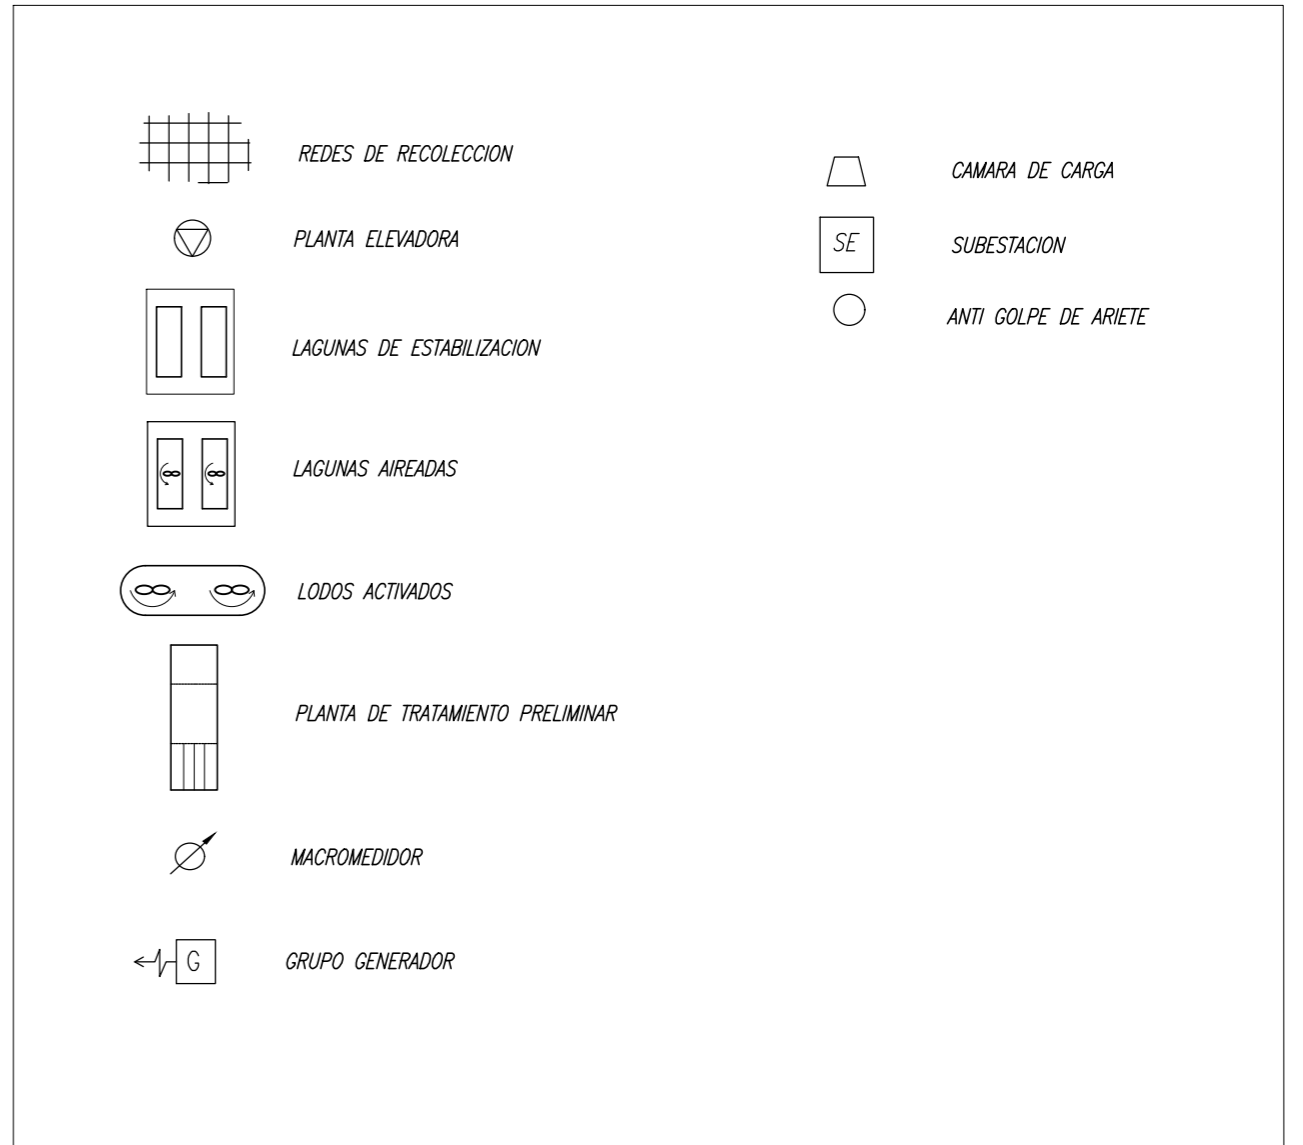 REDES DE RECOLECCION
PLANTA ELEVADORA
LAGUNAS DE ESTABILIZACION
LAGUNAS AIREADAS
LODOS ACTIVADOS
PLANTA DE TRATAMIENTO PRELIMINAR
MACROMEDIDOR
G GRUPO GENERADOR
CAMARA DE CARGA
SE SUBESTACION
ANTI GOLPE DE ARIETE